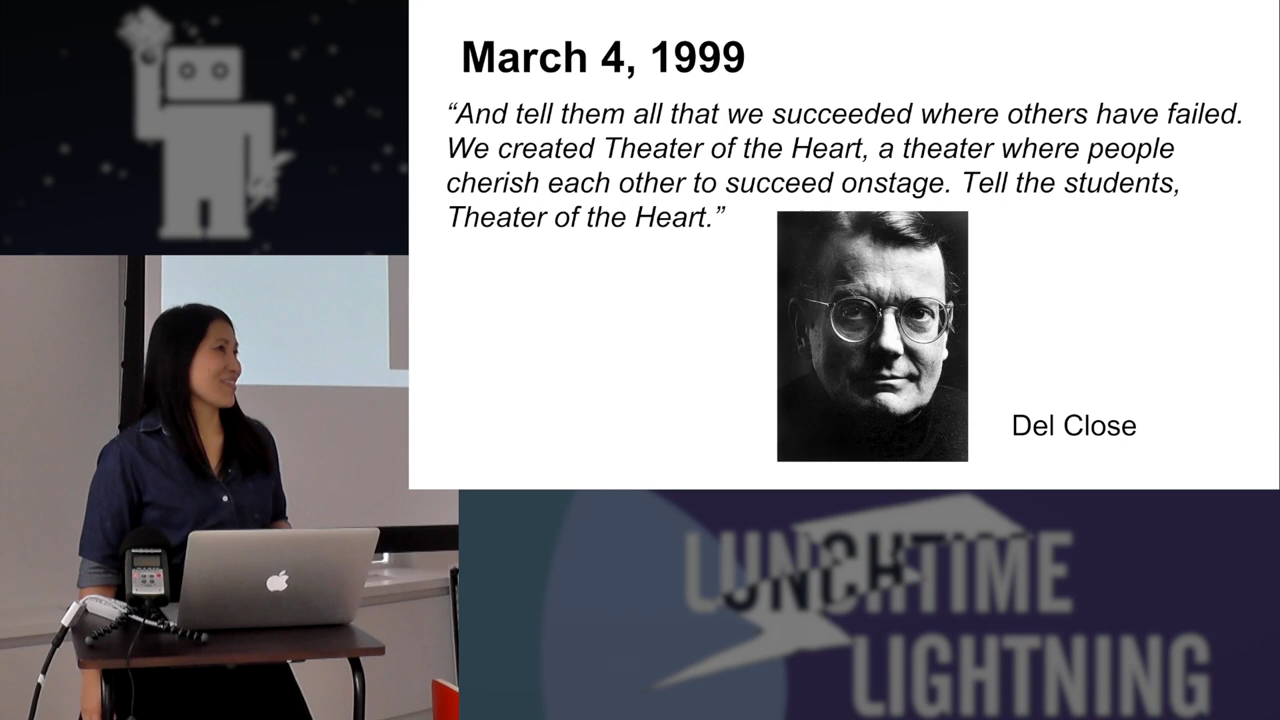 March 4, 1999
“And tell them all that we succeeded where others have failed.
We created Theater of the Heart, a theater where people
cherish each other to succeed onstage. Tell the students,
Theater of the Heart.”
Del Close
LUNCHTIME
LIGHTNING